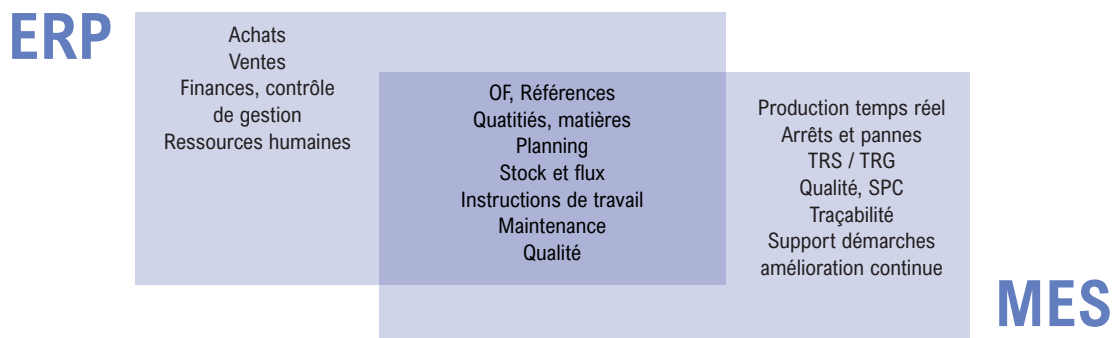 ERP
Achats
Ventes
Finances, contrôle
de gestion
Ressources humaines
OF, Références
Quatitiés, matières
Planning
Stock et flux
Instructions de travail
Maintenance
Qualité
Production temps réel
Arrêts et pannes
TRS / TRG
Qualité, SPC
Traçabilité
Support démarches
amélioration continue
MES